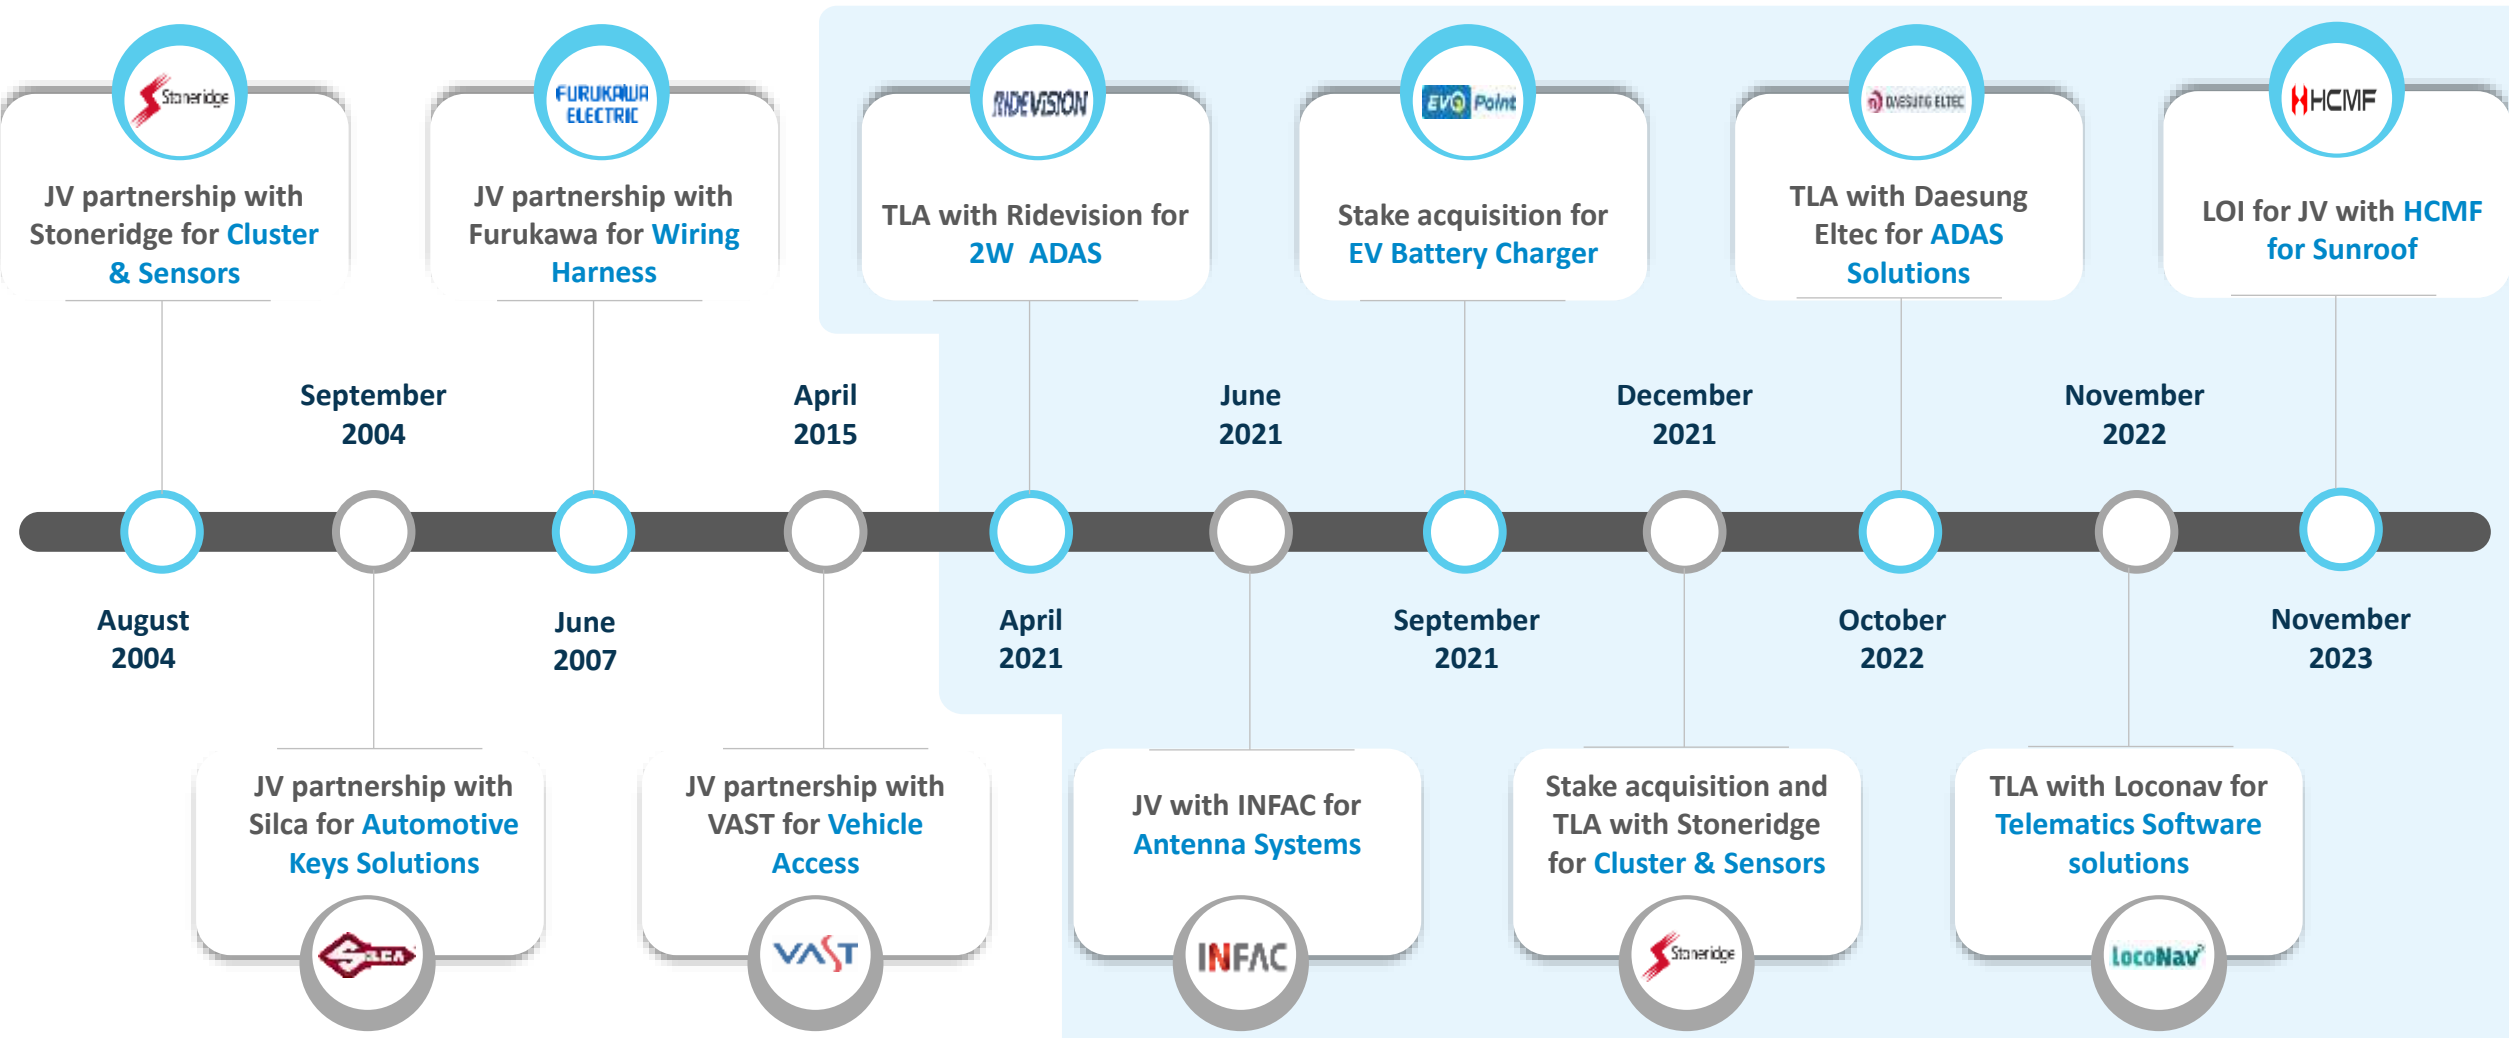 Stoneridge
JV partnership with
Stoneridge for Cluster
& Sensors
August
2004
September
2004
JV partnership with
Silca for Automotive
Keys Solutions
SILCA
FURUKAWA
ELECTRIC
JV partnership with
Furukawa for Wiring
Harness
June
2007
April
2015
JV partnership with
VAST for Vehicle
Access
VAST
RIDEVISION
TLA with Ridevision for
2W ADAS
April
2021
June
2021
JV with INFAC for
Antenna Systems
INFAC
EVQ Point
Stake acquisition for
EV Battery Charger
September
2021
December
2021
Stake acquisition and
TLA with Stoneridge
for Cluster & Sensors
Stoneridge
DAESUNG ELTEC
TLA with Daesung
Eltec for ADAS
Solutions
October
2022
November
2022
TLA with Loconav for
Telematics Software
solutions
LocoNav
HCMF
LOI for JV with HCMF
for Sunroof
November
2023